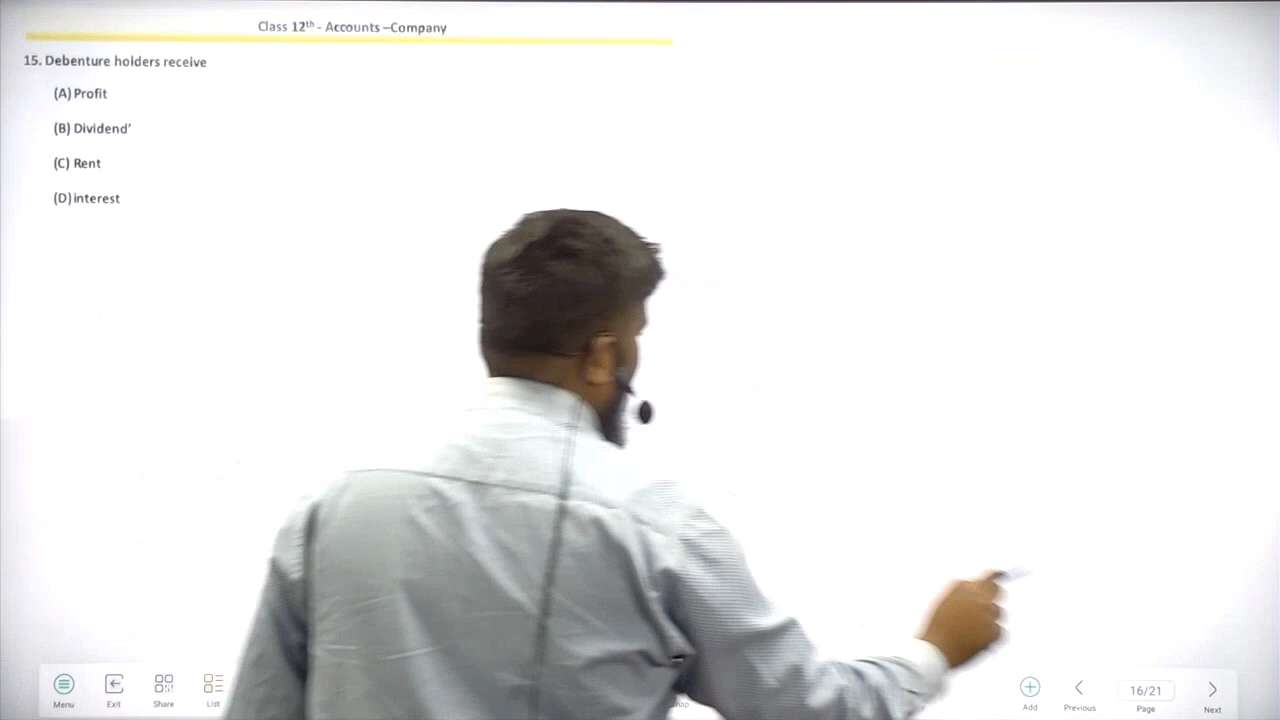 Class 12th - Accounts –Company
15. Debenture holders receive
(A) Profit
(B) Dividend'
(C) Rent
(D) interest
Menu
Exit
Share
List
Add
Previous
16/21
Page
Next